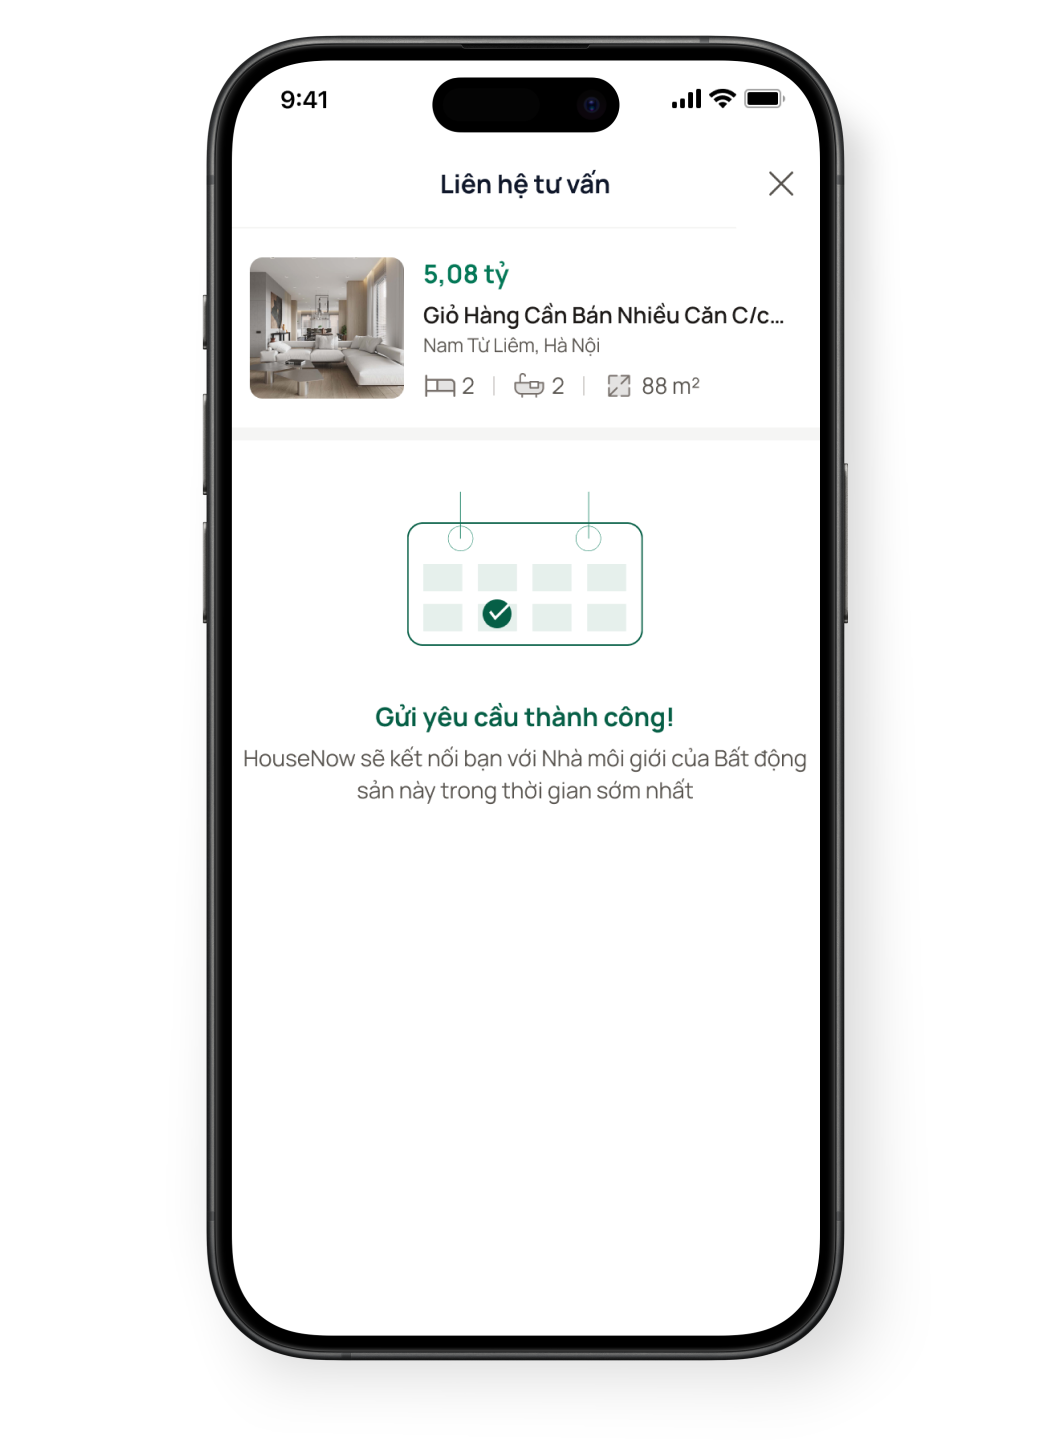 9:41
Liên hệ tư vấn
5,08 tỷ
Giỏ Hàng Cần Bán Nhiều Căn C/c...
Nam Từ Liêm, Hà Nội
2 2 88 m²
Gửi yêu cầu thành công!
HouseNow sẽ kết nối bạn với Nhà môi giới của Bất động
sản này trong thời gian sớm nhất